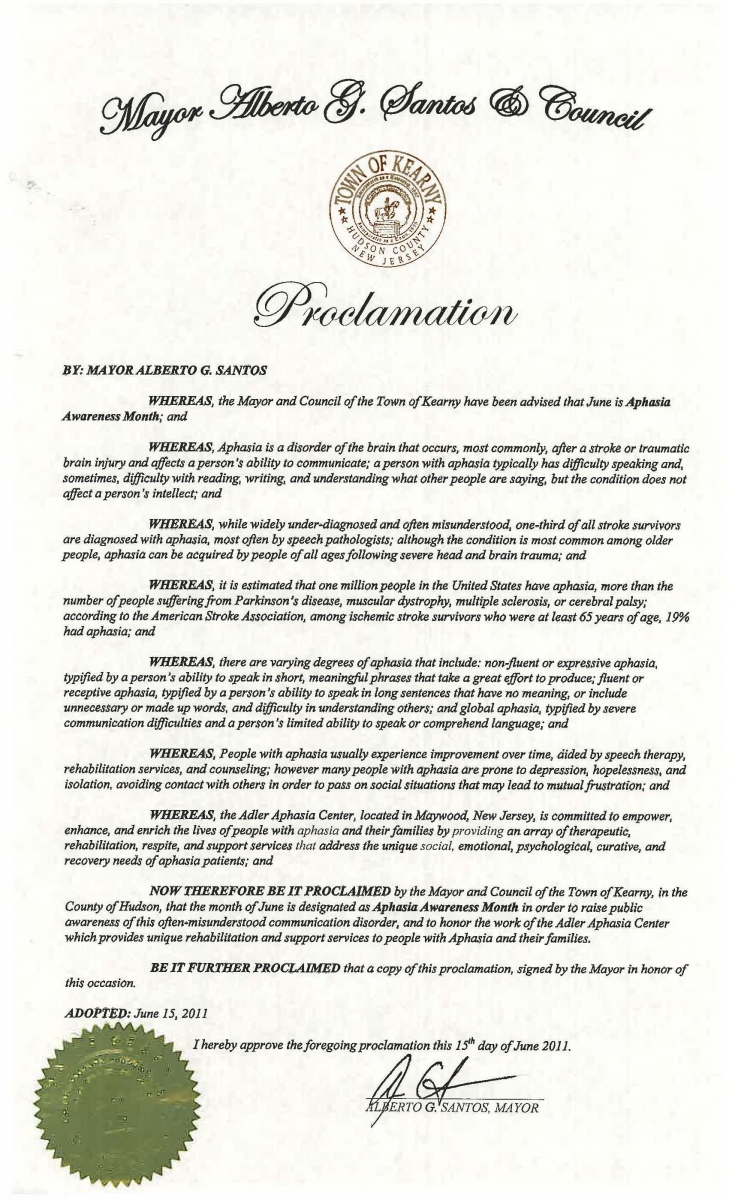 Mayor Alberto G. Santos & Council
TOWN OF KEARNY
HUDSON COUNTY
NEW JERSEY
Proclamation
BY: MAYOR ALBERTO G. SANTOS
WHEREAS, the Mayor and Council of the Town of Kearny have been advised that June is Aphasia
Awareness Month; and
WHEREAS, Aphasia is a disorder of the brain that occurs, most commonly, after a stroke or traumatic
brain injury and affects a person's ability to communicate; a person with aphasia typically has difficulty speaking and,
sometimes, difficulty with reading, writing, and understanding what other people are saying, but the condition does not
affect a person's intellect; and
WHEREAS, while widely under-diagnosed and often misunderstood, one-third of all stroke survivors
are diagnosed with aphasia, most often by speech pathologists; although the condition is most common among older
people, aphasia can be acquired by people of all ages following severe head and brain trauma; and
WHEREAS, it is estimated that one million people in the United States have aphasia, more than the
number of people suffering from Parkinson's disease, muscular dystrophy, multiple sclerosis, or cerebral palsy;
according to the American Stroke Association, among ischemic stroke survivors who were at least 65 years of age, 19%
had aphasia; and
WHEREAS, there are varying degrees of aphasia that include: non-fluent or expressive aphasia,
typified by a person's ability to speak in short, meaningful phrases that take a great effort to produce; fluent or
receptive aphasia, typified by a person's ability to speak in long sentences that have no meaning, or include
unnecessary or made up words, and difficulty in understanding others; and global aphasia, typified by severe
communication difficulties and a person's limited ability to speak or comprehend language; and
WHEREAS, People with aphasia usually experience improvement over time, dided by speech therapy,
rehabilitation services, and counseling; however many people with aphasia are prone to depression, hopelessness, and
isolation, avoiding contact with others in order to pass on social situations that may lead to mutual frustration; and
WHEREAS, the Adler Aphasia Center, located in Maywood, New Jersey, is committed to empower,
enhance, and enrich the lives of people with aphasia and their families by providing an array of therapeutic,
rehabilitation, respite, and support services that address the unique social, emotional, psychological, curative, and
recovery needs of aphasia patients; and
NOW THEREFORE BE IT PROCLAIMED by the Mayor and Council of the Town of Kearny, in the
County of Hudson, that the month of June is designated as Aphasia Awareness Month in order to raise public
awareness of this often-misunderstood communication disorder, and to honor the work of the Adler Aphasia Center
which provides unique rehabilitation and support services to people with Aphasia and their families.
BE IT FURTHER PROCLAIMED that a copy of this proclamation, signed by the Mayor in honor of
this occasion.
ADOPTED: June 15, 2011
I hereby approve the foregoing proclamation this 15th day of June 2011.
ALBERTO G. SANTOS, MAYOR